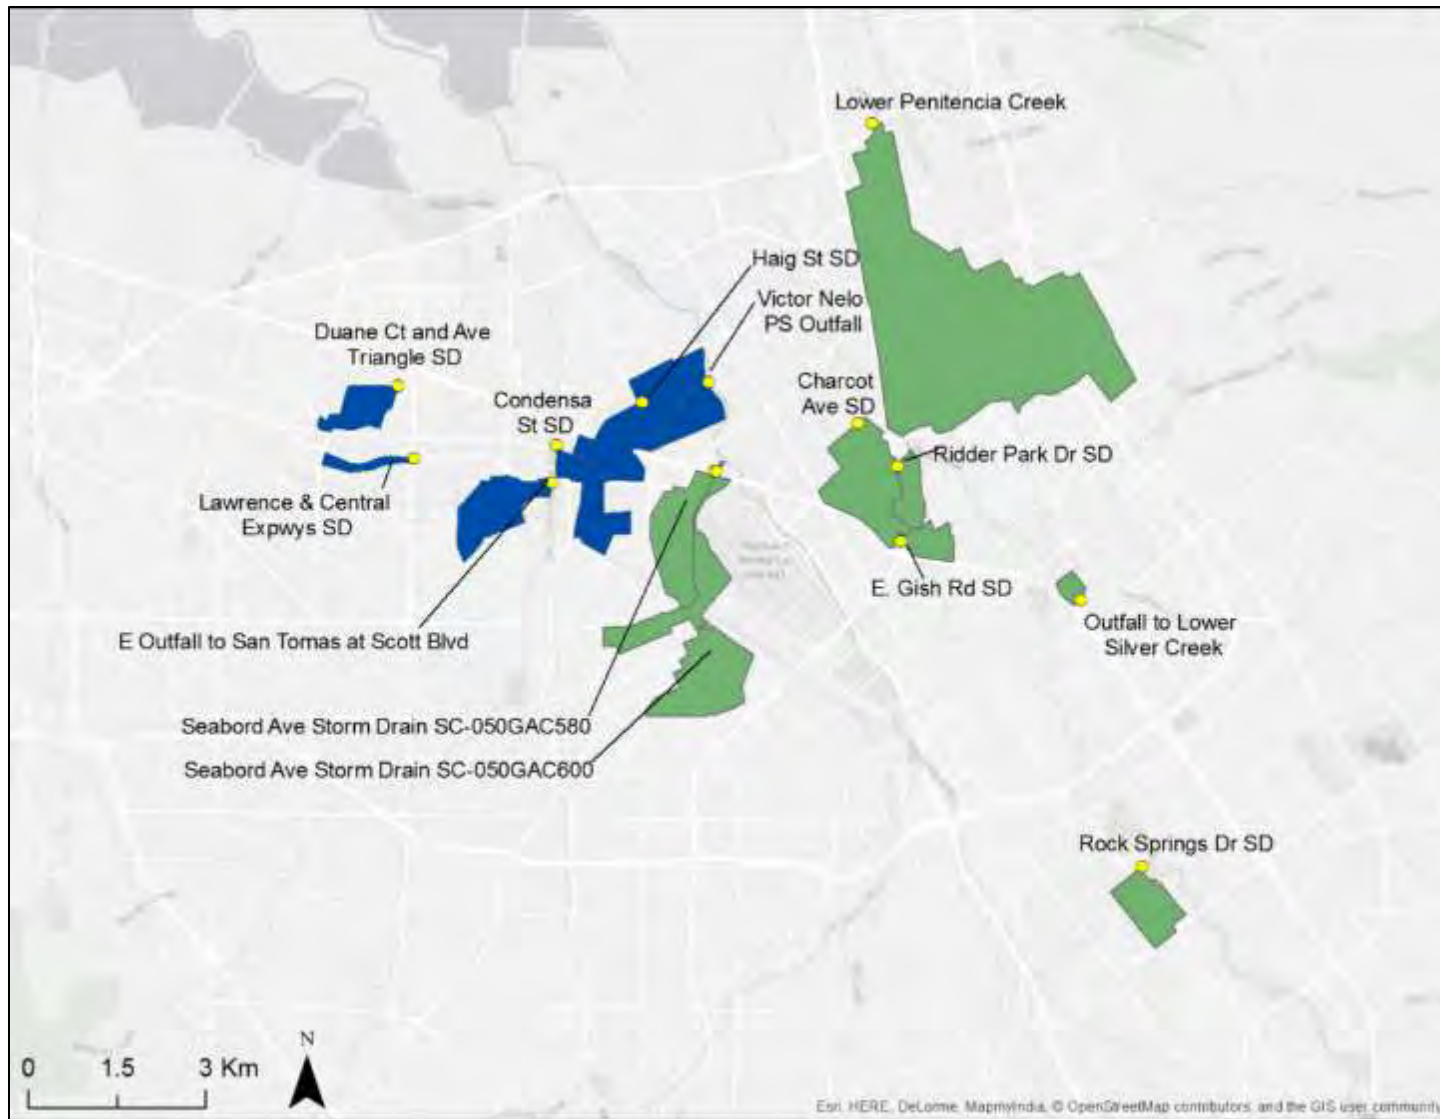 Lower Penitencia Creek
Haig St SD
Victor Nelo
PS Outfall
Duane Ct and Ave
Triangle SD
Charcot
Ave SD
Condensa
St SD
Ridder Park Dr SD
Lawrence & Central
Expwys SD
E. Gish Rd SD
Outfall to Lower
Silver Creek
E Outfall to San Tomas at Scott Blvd
Seabord Ave Storm Drain SC-050GAC580
Seabord Ave Storm Drain SC-050GAC600
Rock Springs Dr SD
N
0 1.5 3 Km
Esri, HERE, DeLorme, MapmyIndia, © OpenStreetMap contributors, and the GIS user community